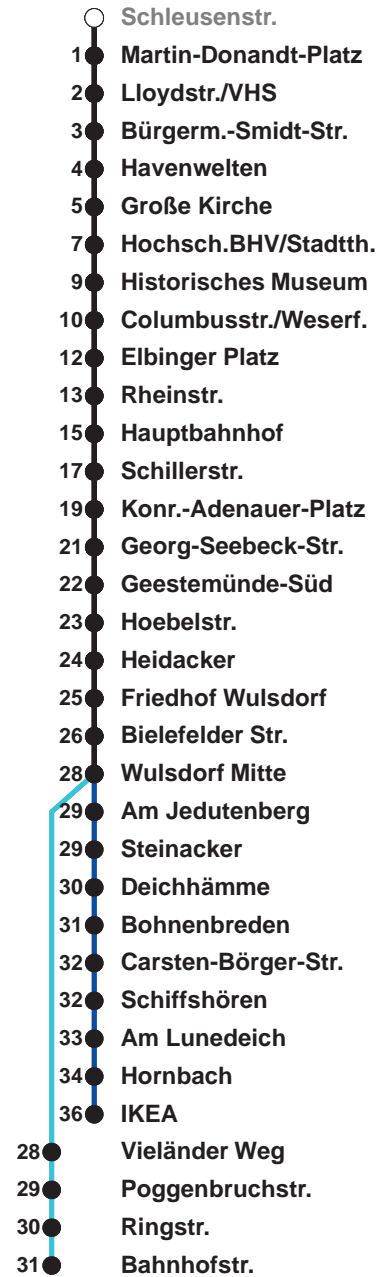 Schleusenstr.
1 Martin-Donandt-Platz
2 Lloydstr./VHS
3 Bürgerm.-Smidt-Str.
4 Havenwelten
5 Große Kirche
7 Hochsch.BHV/Stadtth.
9 Historisches Museum
10 Columbusstr./Weserf.
12 Elbinger Platz
13 Rheinstr.
15 Hauptbahnhof
17 Schillerstr.
19 Konr.-Adenauer-Platz
21 Georg-Seebeck-Str.
22 Geestemünde-Süd
23 Hoebelstr.
24 Heidacker
25 Friedhof Wulsdorf
26 Bielefelder Str.
28 Wulsdorf Mitte
29 Am Jedutenberg
29 Steinacker
30 Deichhämme
31 Bohnenbreden
32 Carsten-Börger-Str.
32 Schiffshören
33 Am Lunedeich
34 Hornbach
36 IKEA
28 Vieländer Weg
29 Poggenbruchstr.
30 Ringstr.
31 Bahnhofstr.